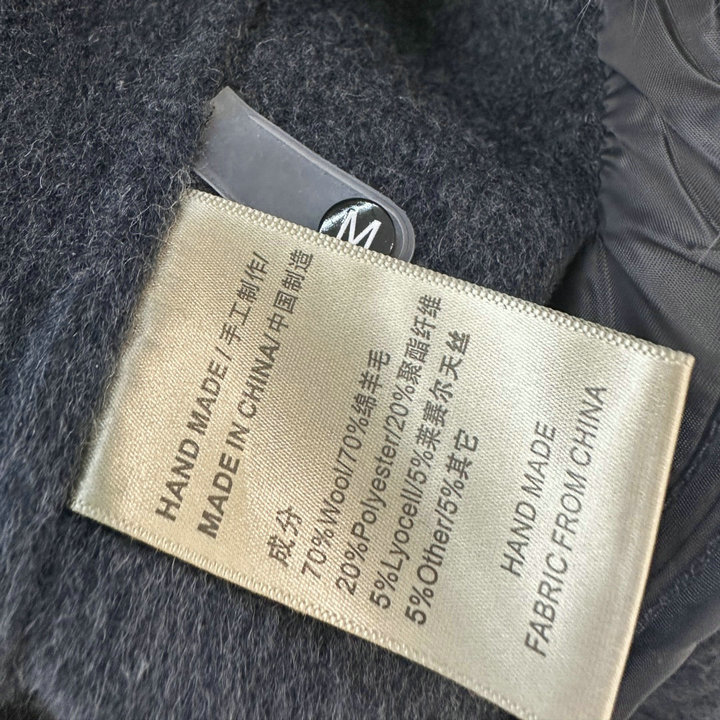 M
HAND MADE / 手工制作/
MADE IN CHINA/ 中国制造
成分
70%Wool/70%绵羊毛
20%Polyester/20%聚酯纤维
5%Lyocell/5%莱赛尔天丝
5%Other/5%其它
HAND MADE
FABRIC FROM CHINA